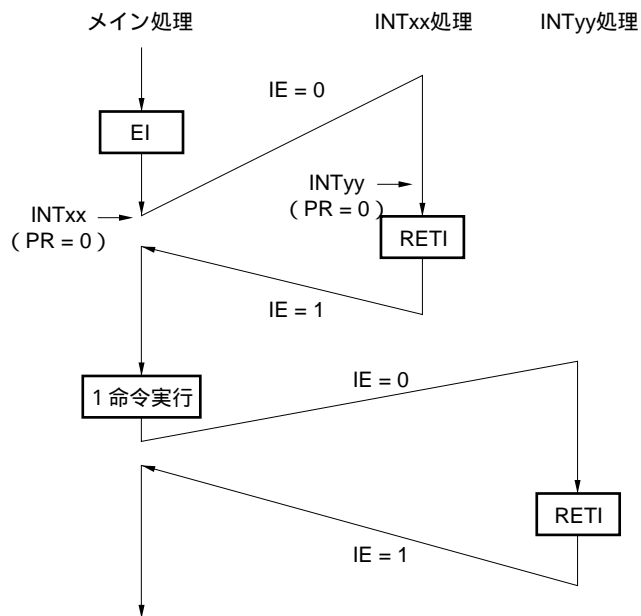 メイン処理 INTxx処理 INTyy処理
IE = 0
EI
INTyy
( PR = 0 )
INTxx
( PR = 0 )
RETI
IE = 1
IE = 0
1 命令実行
RETI
IE = 1